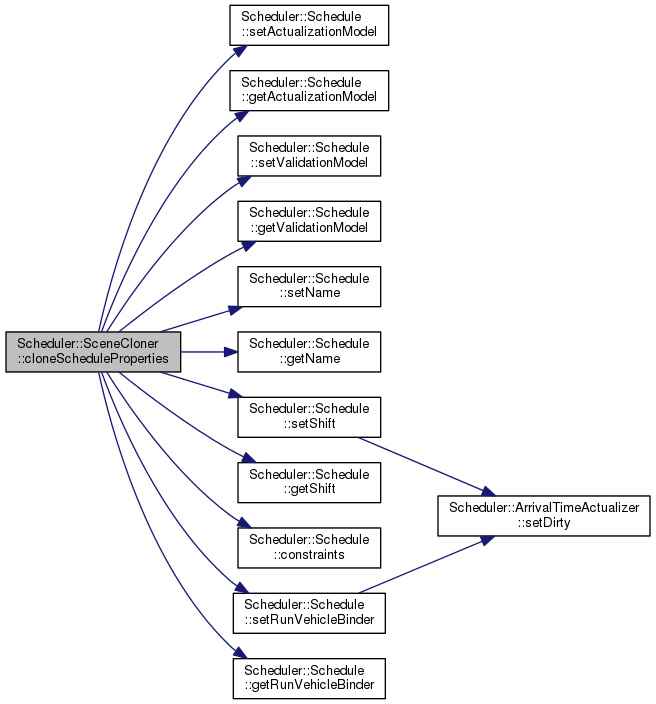 Scheduler::Schedule
::setActualizationModel
Scheduler::Schedule
::getActualizationModel
Scheduler::Schedule
::setValidationModel
Scheduler::Schedule
::getValidationModel
Scheduler::Schedule
::setName
Scheduler::SceneCloner
::cloneScheduleProperties
Scheduler::Schedule
::getName
Scheduler::Schedule
::setShift
Scheduler::Schedule
::getShift
Scheduler::ArrivalTimeActualizer
::setDirty
Scheduler::Schedule
::constraints
Scheduler::Schedule
::setRunVehicleBinder
Scheduler::Schedule
::getRunVehicleBinder